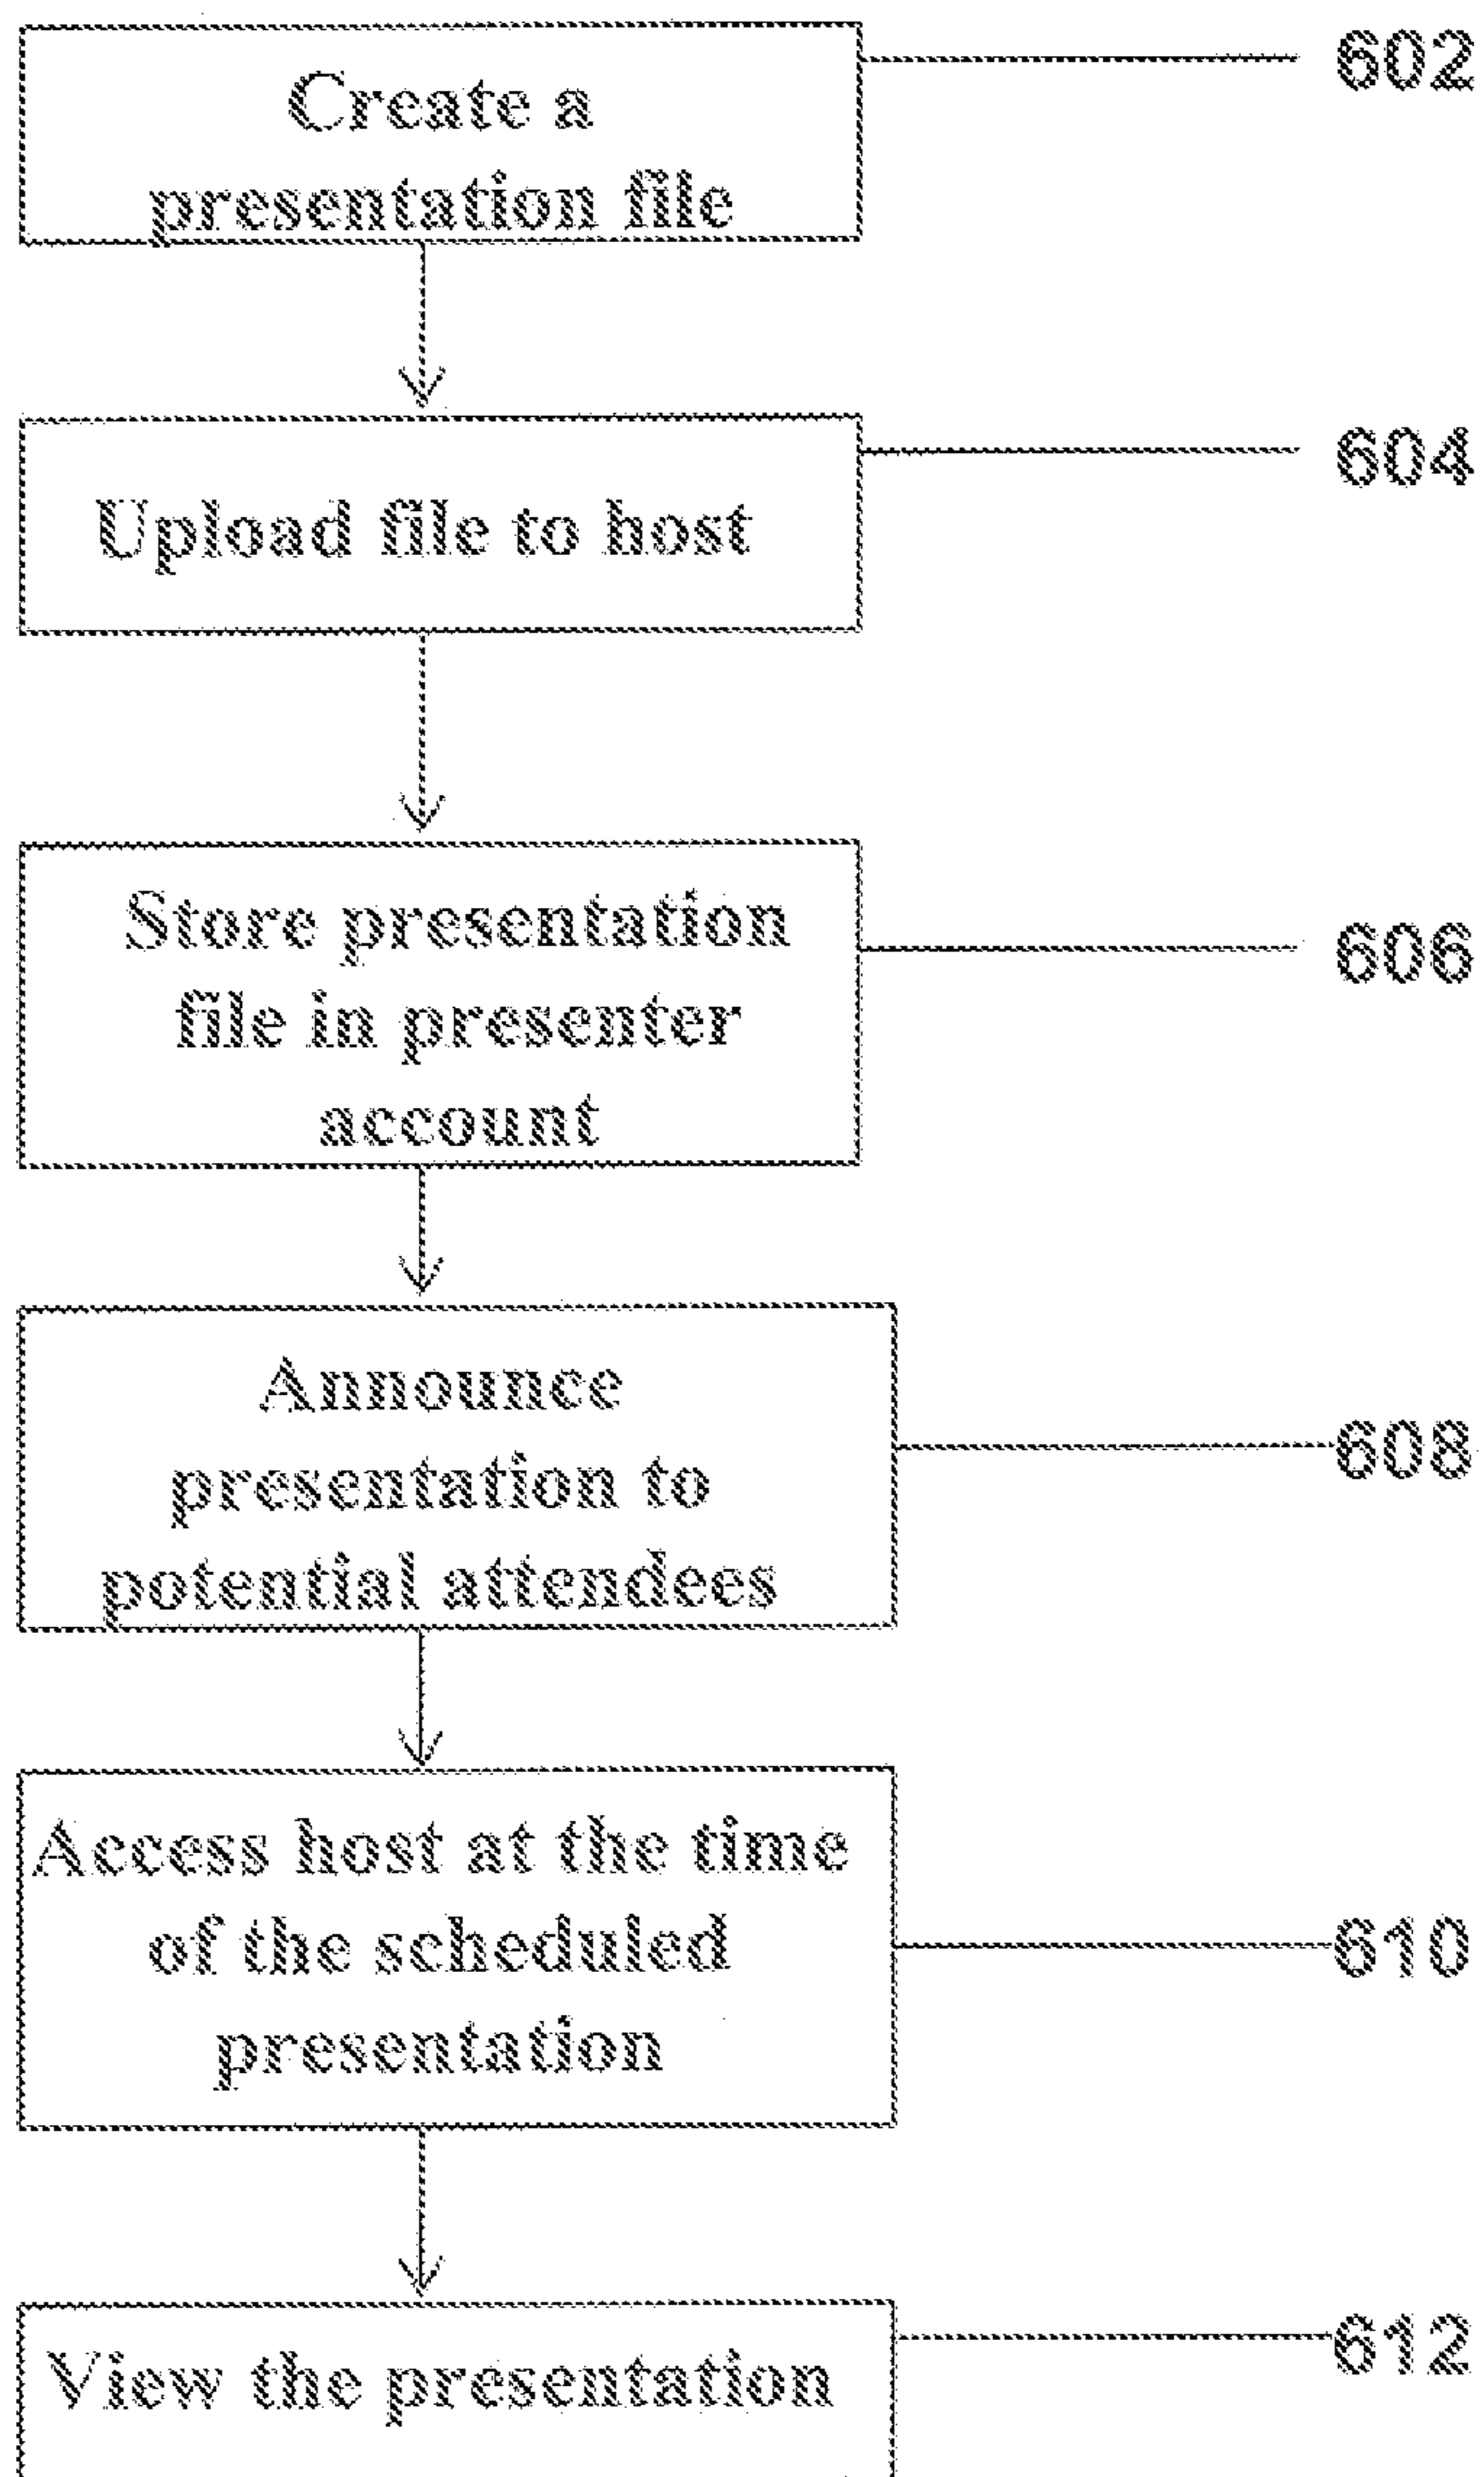 Create a
presentation file
602
Upload file to host
604
Store presentation
file in presenter
account
606
Announce
presentation to
potential attendees
608
Access host at the time
of the scheduled
presentation
610
View the presentation
612